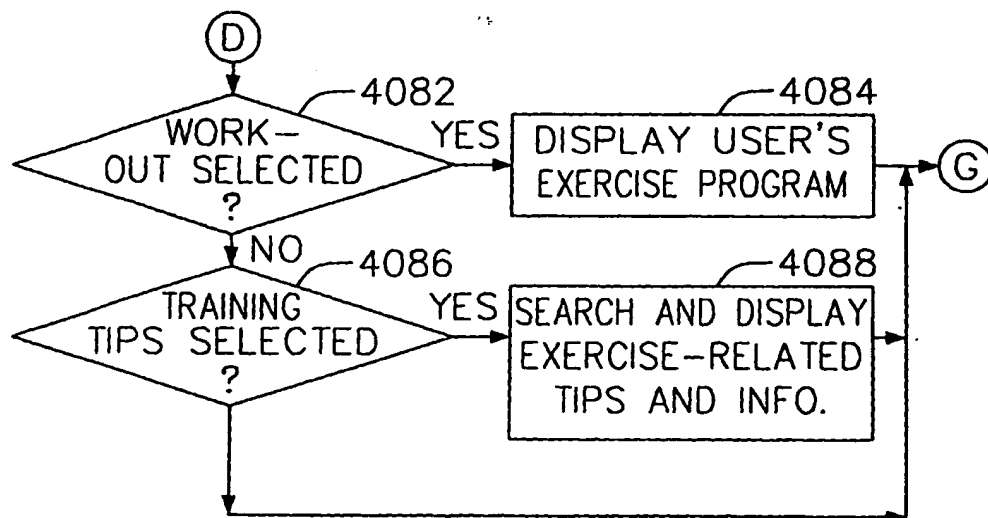 D
4082
WORK-
OUT SELECTED
?
YES
4084
DISPLAY USER'S
EXERCISE PROGRAM
G
NO
4086
TRAINING
TIPS SELECTED
?
YES
4088
SEARCH AND DISPLAY
EXERCISE-RELATED
TIPS AND INFO.